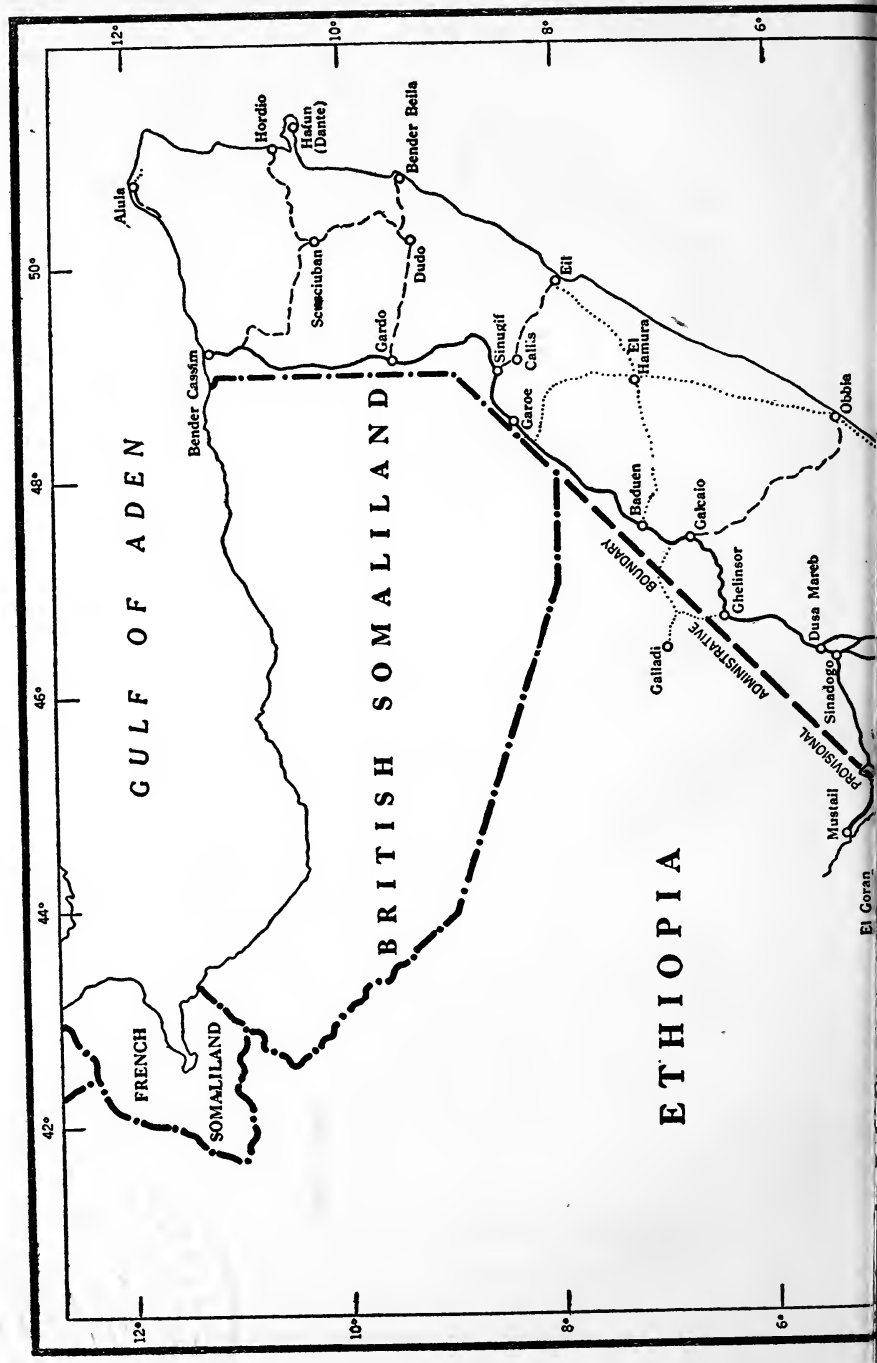 42°
44°
46°
48°
50°
12°
12°
10°
10°
8°
8°
6°
6°
GULF OF ADEN
FRENCH
SOMALILAND
BRITISH SOMALILAND
ETHIOPIA
Alula
Bender Cassim
Hordio
Hafun
(Dante)
Scusciuban
Bender Beila
Dudo
Gardo
Sinugif
Callis
Eil
Garoe
El
Hamura
Baduen
Galcaio
Obbia
Galladi
Ghelinsor
Dusa Mareb
Sinadogo
Mustail
El Goran
PROVISIONAL ADMINISTRATIVE BOUNDARY